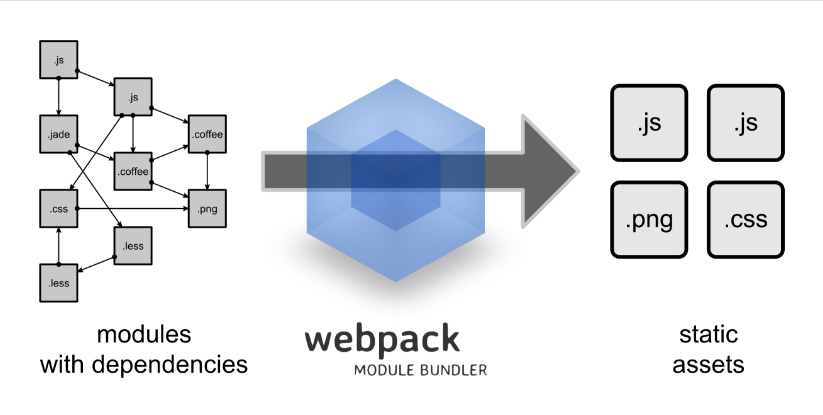 .js
.js
.jade
.coffee
.coffee
.css
.png
.less
.less
modules
with dependencies
webpack
MODULE BUNDLER
.js
.js
.png
.css
static
assets